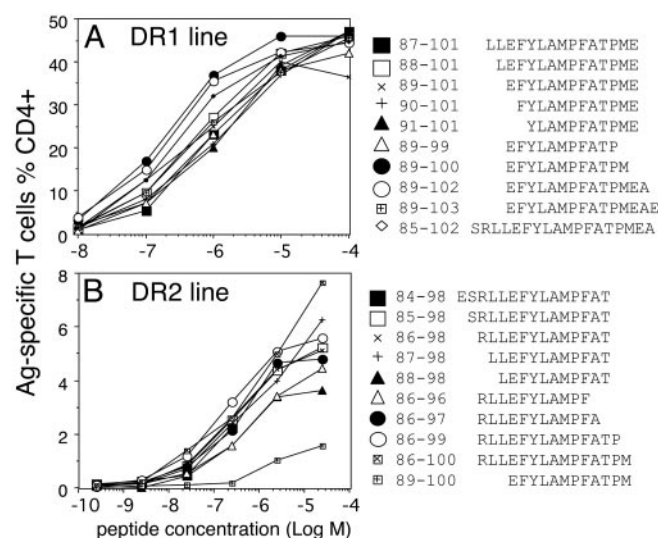 A DR1 line
50
40
30
20
10
0
-8 -7 -6 -5 -4
Ag-specific T cells % CD4+
87-101 LLEFYLAMPFATPME
88-101 LEFYLAMPFATPME
89-101 EFYLAMPFATPME
90-101 FYLAMPFATPME
91-101 YLAMPFATPME
89-99 EFYLAMPFATP
89-100 EFYLAMPFATPM
89-102 EFYLAMPFATPMEA
89-103 EFYLAMPFATPMEAE
85-102 SRLLEFYLAMPFATPMEA
B DR2 line
8
6
4
2
0
-10 -9 -8 -7 -6 -5 -4
peptide concentration (Log M)
84-98 ESRLLEFYLAMPFAT
85-98 SRLLEFYLAMPFAT
86-98 RLLEFYLAMPFAT
87-98 LLEFYLAMPFAT
88-98 LEFYLAMPFAT
86-96 RLLEFYLAMPF
86-97 RLLEFYLAMPFA
86-99 RLLEFYLAMPFATP
86-100 RLLEFYLAMPFATPM
89-100 EFYLAMPFATPM